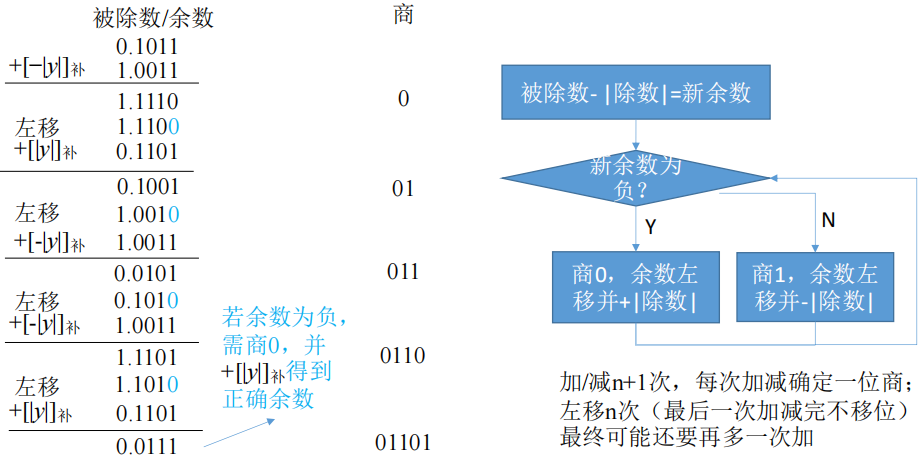 被除数/余数 商
0.1011
+[−|y|]补 1.0011
1.1110 0
左移 1.1100
+[|y|]补 0.1101
0.1001 01
左移 1.0010
+[-|y|]补 1.0011
0.0101 011
左移 0.1010
+[-|y|]补 1.0011
1.1101 0110
左移 1.1010
+[|y|]补 0.1101
0.0111 01101
若余数为负，
需商0，并
+[|y|]补得到
正确余数
被除数- |除数|=新余数
新余数为
负？
Y
N
商0，余数左
移并+|除数|
商1，余数左
移并-|除数|
加/减n+1次，每次加减确定一位商；
左移n次（最后一次加减完不移位）
最终可能还要再多一次加